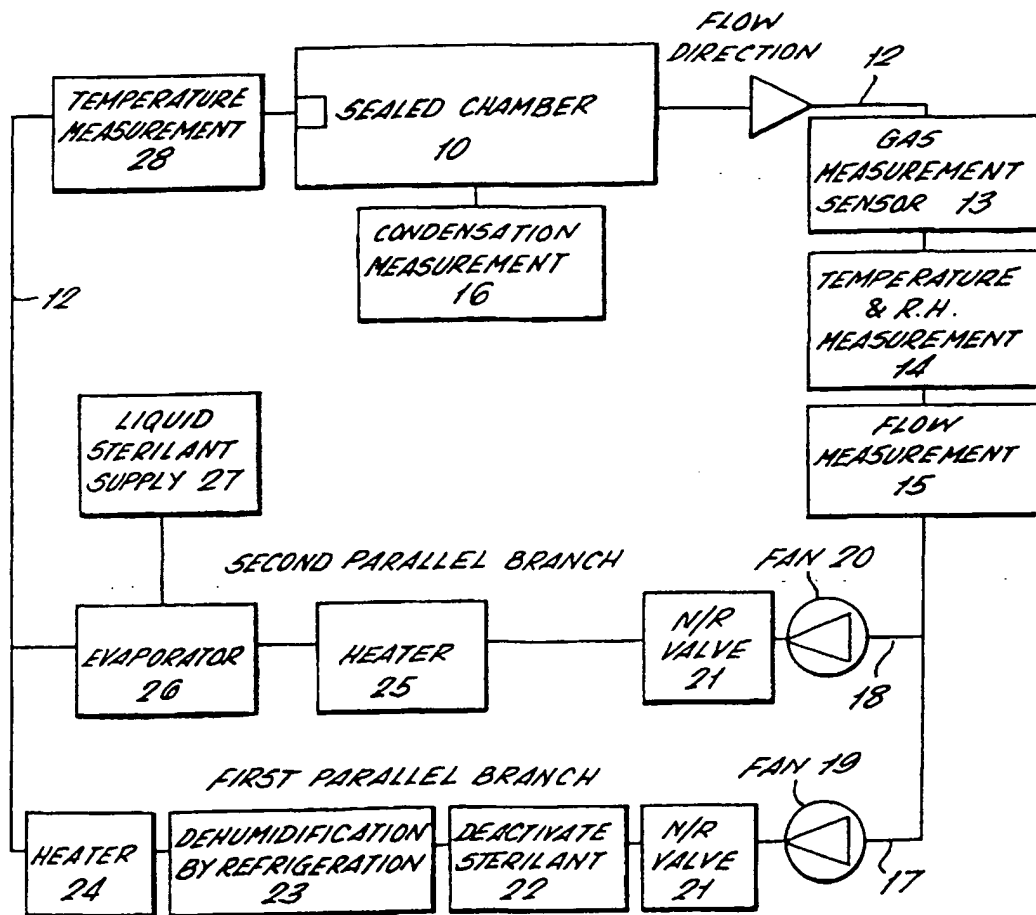 FLOW
DIRECTION
12
TEMPERATURE
MEASUREMENT
28
SEALED CHAMBER
10
GAS
MEASUREMENT
SENSOR 13
CONDENSATION
MEASUREMENT
16
12
TEMPERATURE
& R.H.
MEASUREMENT
14
LIQUID
STERILANT
SUPPLY 27
FLOW
MEASUREMENT
15
SECOND PARALLEL BRANCH
FAN 20
EVAPORATOR
26
HEATER
25
N/R
VALVE
21
18
FIRST PARALLEL BRANCH
FAN 19
HEATER
24
DEHUMIDIFICATION
BY REFRIGERATION
23
DEACTIVATE
STERILANT
22
N/R
VALVE
21
17